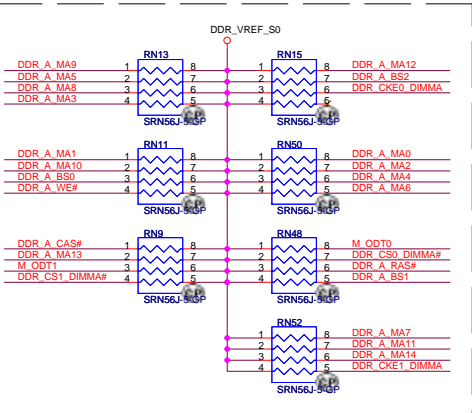 DDR_VREF_S0
RN13
DDR_A_MA9 1 8
DDR_A_MA5 2 7
DDR_A_MA8 3 6
DDR_A_MA3 4 5
SRN56J-5-GP
RN15
1 8 DDR_A_MA12
2 7 DDR_A_BS2
3 6 DDR_CKE0_DIMMA
4 5
SRN56J-5-GP
RN11
DDR_A_MA1 1 8
DDR_A_MA10 2 7
DDR_A_BS0 3 6
DDR_A_WE# 4 5
SRN56J-5-GP
RN50
1 8 DDR_A_MA0
2 7 DDR_A_MA2
3 6 DDR_A_MA4
4 5 DDR_A_MA6
SRN56J-5-GP
RN9
DDR_A_CAS# 1 8
DDR_A_MA13 2 7
M_ODT1 3 6
DDR_CS1_DIMMA# 4 5
SRN56J-5-GP
RN48
1 8 M_ODT0
2 7 DDR_CS0_DIMMA#
3 6 DDR_A_RAS#
4 5 DDR_A_BS1
SRN56J-5-GP
RN52
1 8 DDR_A_MA7
2 7 DDR_A_MA11
3 6 DDR_A_MA14
4 5 DDR_CKE1_DIMMA
SRN56J-5-GP